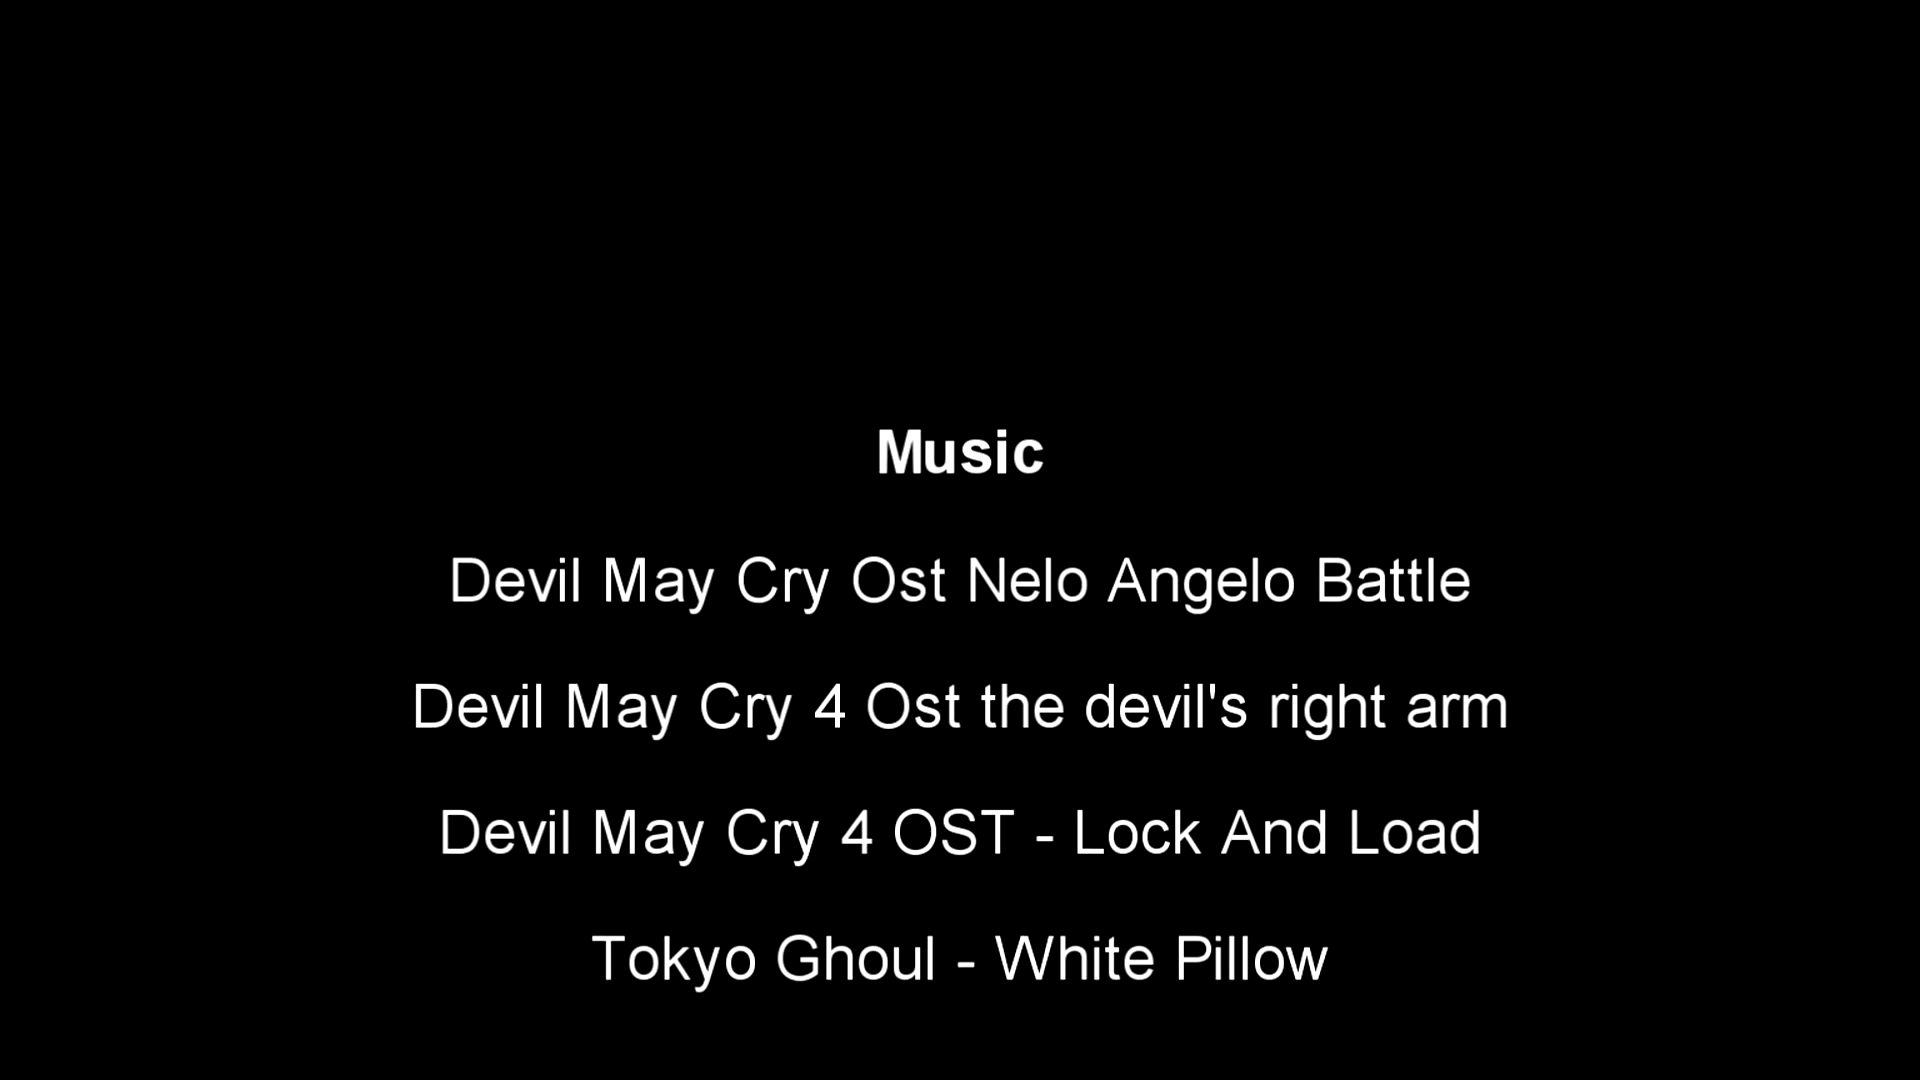 Music
Devil May Cry Ost Nelo Angelo Battle
Devil May Cry 4 Ost the devil's right arm
Devil May Cry 4 OST - Lock And Load
Tokyo Ghoul - White Pillow